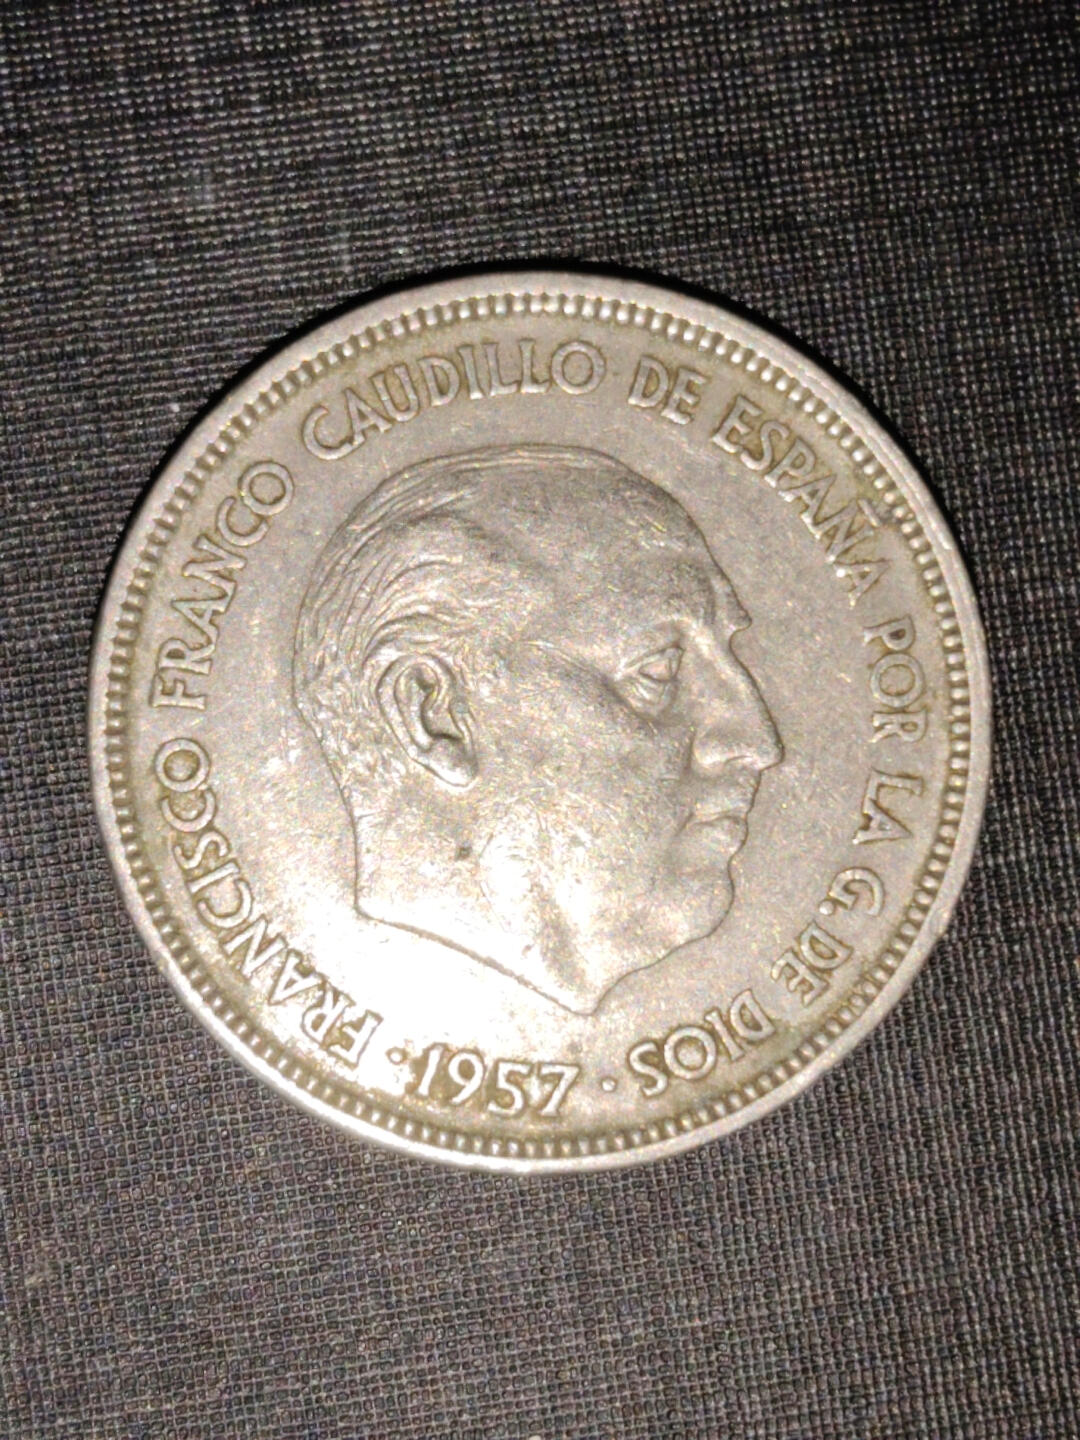 FRANCISCO FRANCO CAUDILLO DE ESPAÑA POR LA G. DE DIOS
· 1957 ·